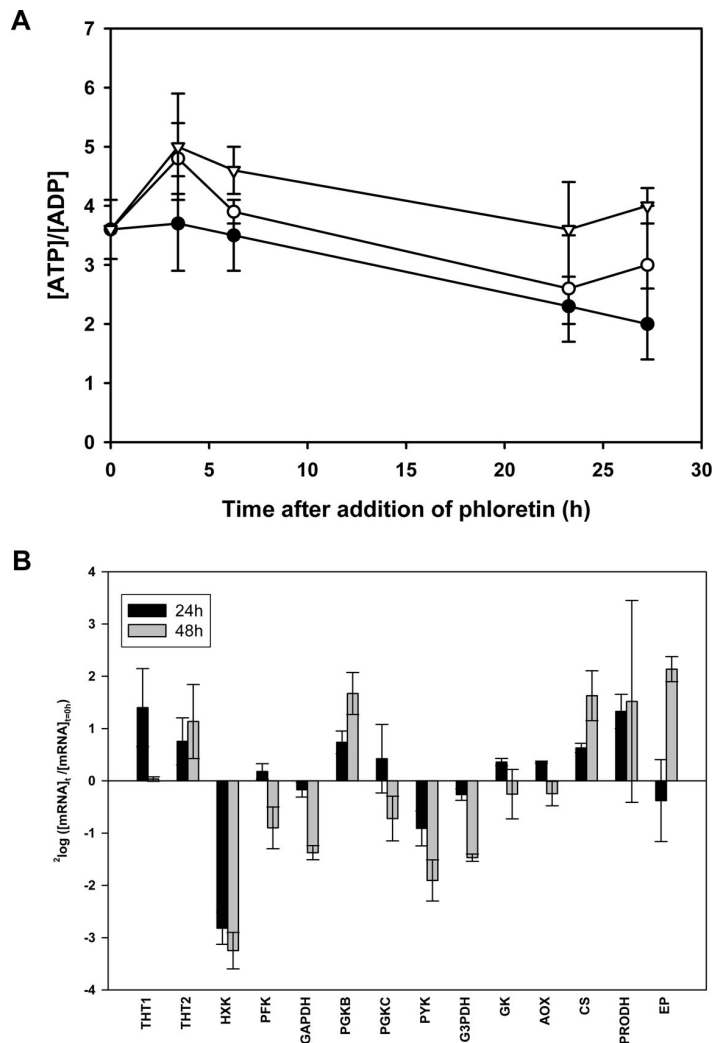 A
7
6
5
4
3
2
1
0
[ATP]/[ADP]
0 5 10 15 20 25 30
Time after addition of phloretin (h)
B
4
3
2
1
0
-1
-2
-3
-4
²log ([mRNA]t /[mRNA]t=0h)
24h
48h
THT1 THT2 HXK PFK GAPDH PGKB PGKC PYK G3PDH GK AOX CS PRODH EP